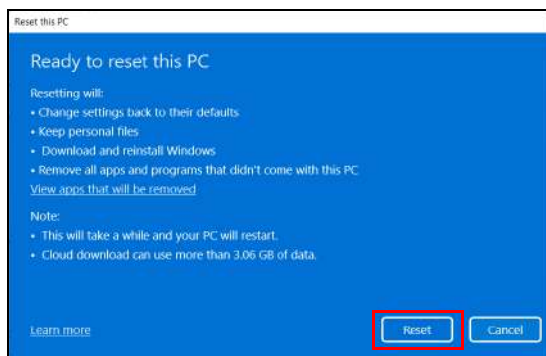 Reset this PC
Ready to reset this PC
Resetting will:
• Change settings back to their defaults
• Keep personal files
• Download and reinstall Windows
• Remove all apps and programs that didn't come with this PC
View apps that will be removed
Note:
• This will take a while and your PC will restart.
• Cloud download can use more than 3.06 GB of data.
Learn more
Reset
Cancel